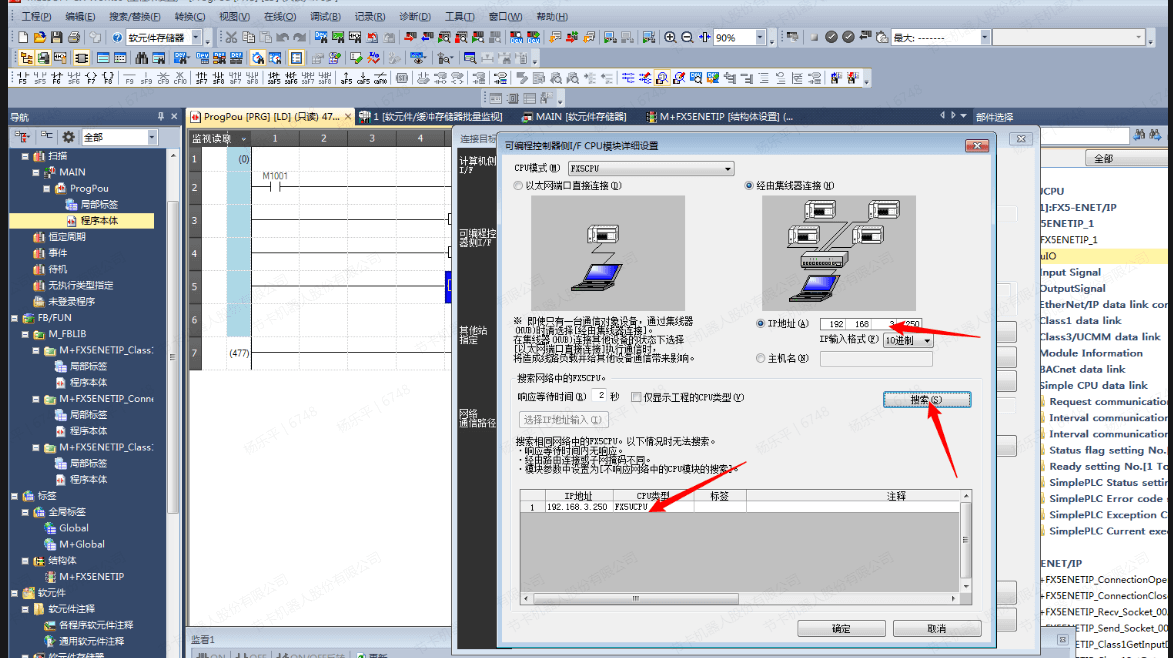 工程(P) 编辑(E) 搜索/替换(F) 转换(C) 视图(V) 在线(O) 调试(B) 记录(R) 诊断(D) 工具(T) 窗口(W) 帮助(H)
软元件存储器
90%
最大: -------
导航
全部
扫描
MAIN
ProgPou
局部标签
程序本体
恒定周期
事件
待机
无执行类型指定
未登录程序
FB/FUN
M_FBLIB
M+FX5ENETIP_Class
局部标签
程序本体
M+FX5ENETIP_Conne
局部标签
程序本体
M+FX5ENETIP_Class
局部标签
程序本体
标签
全局标签
Global
M+Global
结构体
M+FX5ENETIP
软元件
软元件注释
各程序软元件注释
通用软元件注释
软元件存储器
ProgPou [PRG] [LD] (只读) 47...
1 [软元件/缓冲存储器批量监视]
MAIN [软元件存储器]
M+FX5ENETIP [结构体设置] (...
部件选择
1 2 3 4
1 (0)
2 M1001
3
4
5
6
7 (477)
监看1
连接目标
计算机侧
I/F
可编程控
器侧I/F
其他站
指定
网络
通信路径
可编程控制器侧I/F CPU模块详细设置
CPU模式(M) FX5CPU
以太网端口直接连接(D)
经由集线器连接(H)
※ 即使只有一台通信对象设备，通过集线器
(HUB)时请选择[经由集线器连接]。
在集线器(HUB)连接其他设备的状态下选择
[以太网端口直接连接]执行通信时，
将造成线路负载并给其他设备通信带来影响。
IP地址(A) 192 168 3 250
IP输入格式(F) 10进制
主机名(N)
搜索网络中的FX5CPU。
响应等待时间(R) 2 秒
仅显示工程的CPU类型(Y)
搜索(S)
选择IP地址输入(I)
搜索相同网络中的FX5CPU。以下情况时无法搜索。
・响应等待时间内无响应。
・经由路由连接或子网掩码不同。
・模块参数中设置为[不响应网络中的CPU模块的搜索]。
IP地址 CPU类型 标签 注释
1 192.168.3.250 FX5UCPU
确定 取消
全部
Input Signal
OutputSignal
EtherNet/IP data link con
Class1 data link
Class3/UCMM data link
Module Information
BACnet data link
Simple CPU data link
Request communication
Interval communication
Interval communication
Status flag setting No.
Ready setting No.[1 To
SimplePLC Status settin
SimplePLC Error code
SimplePLC Exception C
SimplePLC Current exec
ENET/IP
+FX5ENETIP_ConnectionOpe
+FX5ENETIP_ConnectionClos
+FX5ENETIP_Recv_Socket_00
+FX5ENETIP_Send_Socket_00